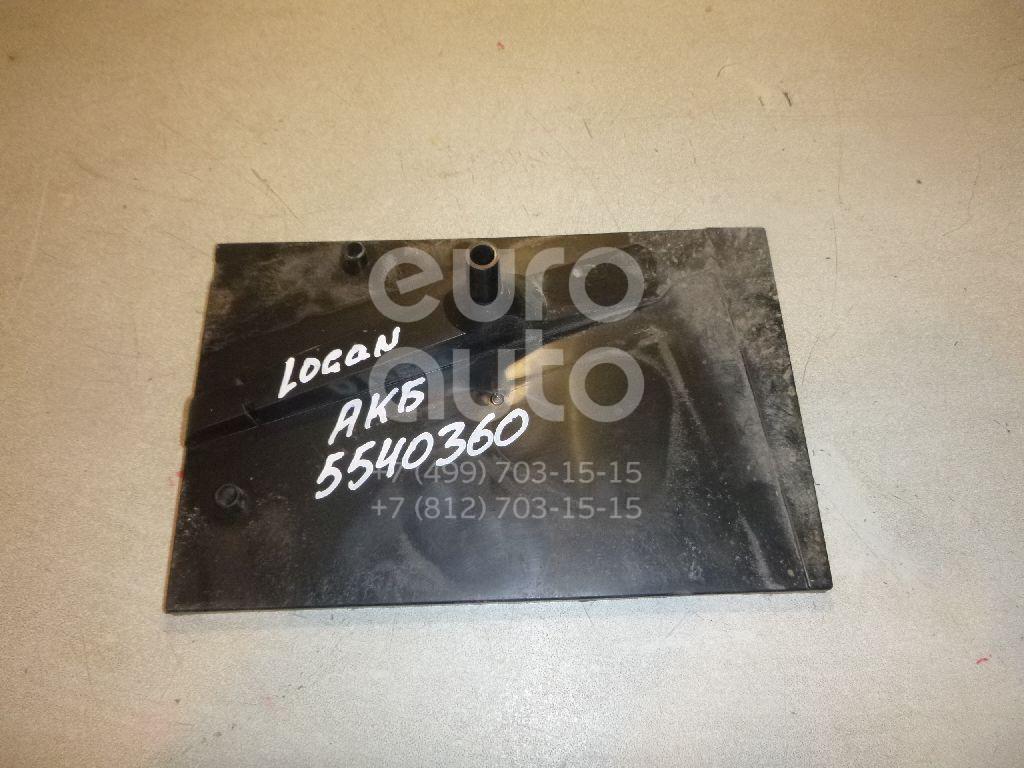 euro
auto
LOGAN
АКБ
5540360
+7 (499) 703-15-15
+7 (812) 703-15-15